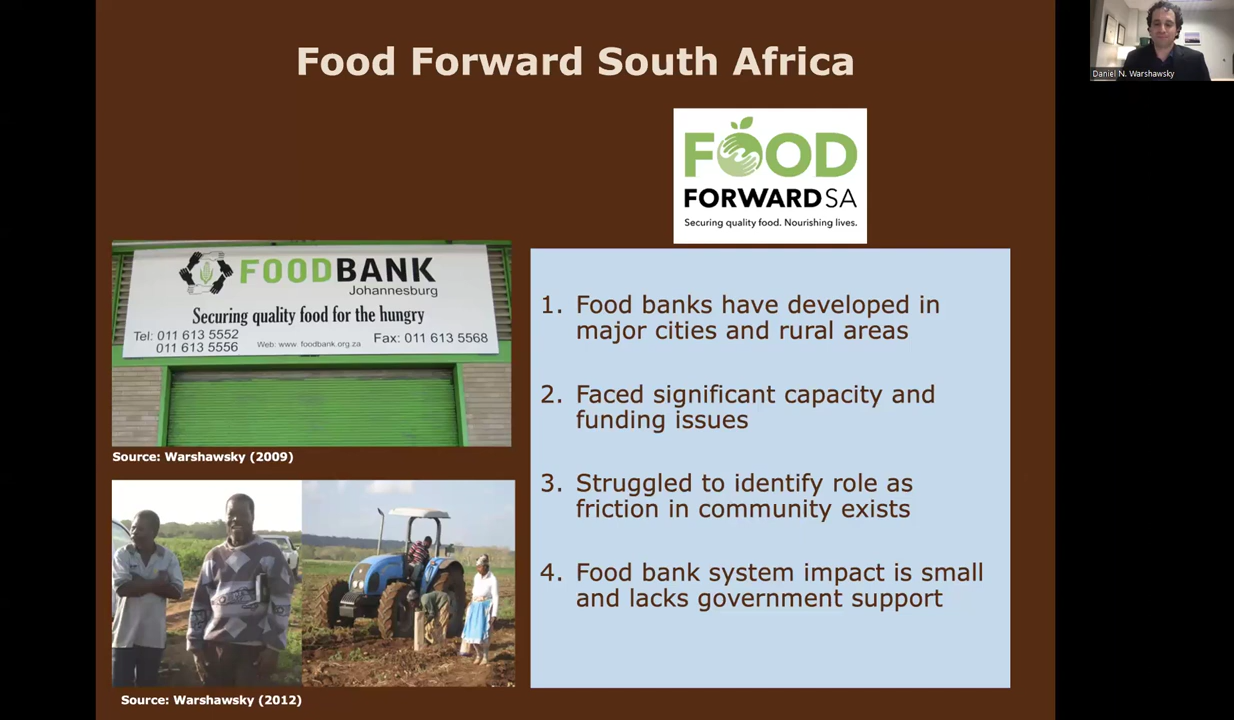 Food Forward South Africa
Daniel N. Warshawsky
FOOD
FORWARDSA
Securing quality food. Nourishing lives.
FOODBANK
Johannesburg
Securing quality food for the hungry
Tel: 011 613 5552
011 613 5556
Web: www.foodbank.org.za
Fax: 011 613 5568
Source: Warshawsky (2009)
Source: Warshawsky (2012)
1. Food banks have developed in
major cities and rural areas
2. Faced significant capacity and
funding issues
3. Struggled to identify role as
friction in community exists
4. Food bank system impact is small
and lacks government support